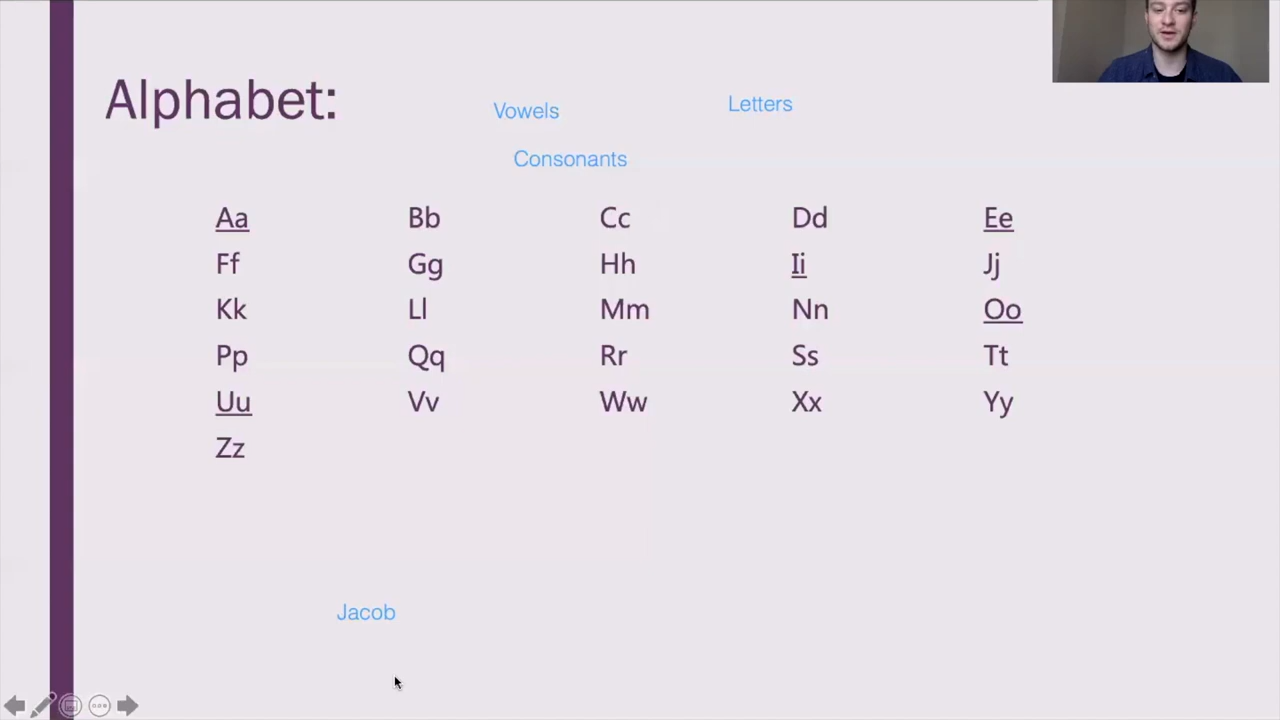 Alphabet:
Vowels
Letters
Consonants
Aa Bb Cc Dd Ee
Ff Gg Hh Ii Jj
Kk Ll Mm Nn Oo
Pp Qq Rr Ss Tt
Uu Vv Ww Xx Yy
Zz
Jacob